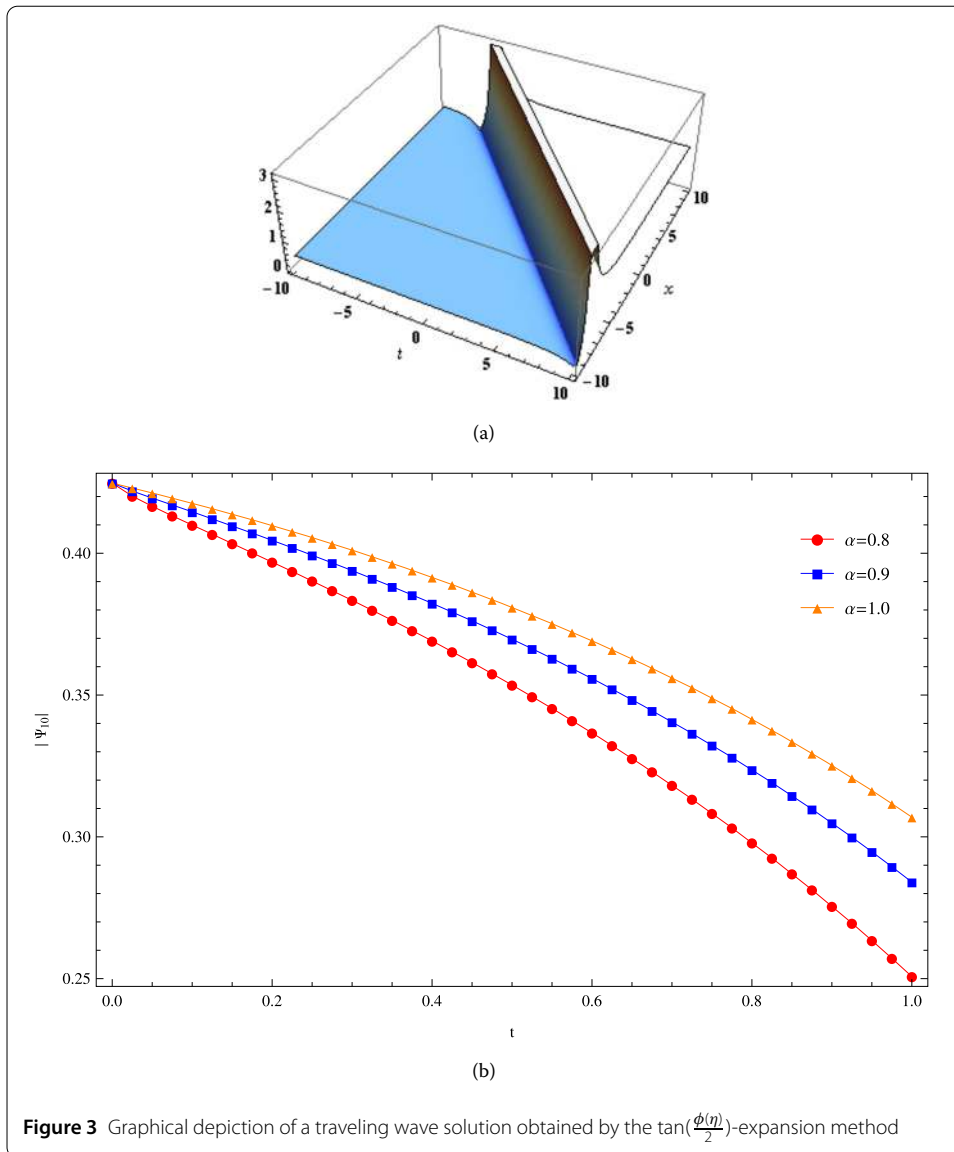 3
2
1
0
−10
−5
0
5
10
t
10
5
0
−5
−10
x
(a)
0.40
0.35
0.30
0.25
| Ψ10|
α=0.8
α=0.9
α=1.0
0.0 0.2 0.4 0.6 0.8 1.0
t
(b)
Figure 3 Graphical depiction of a traveling wave solution obtained by the tan(ϕ(η)/2)-expansion method